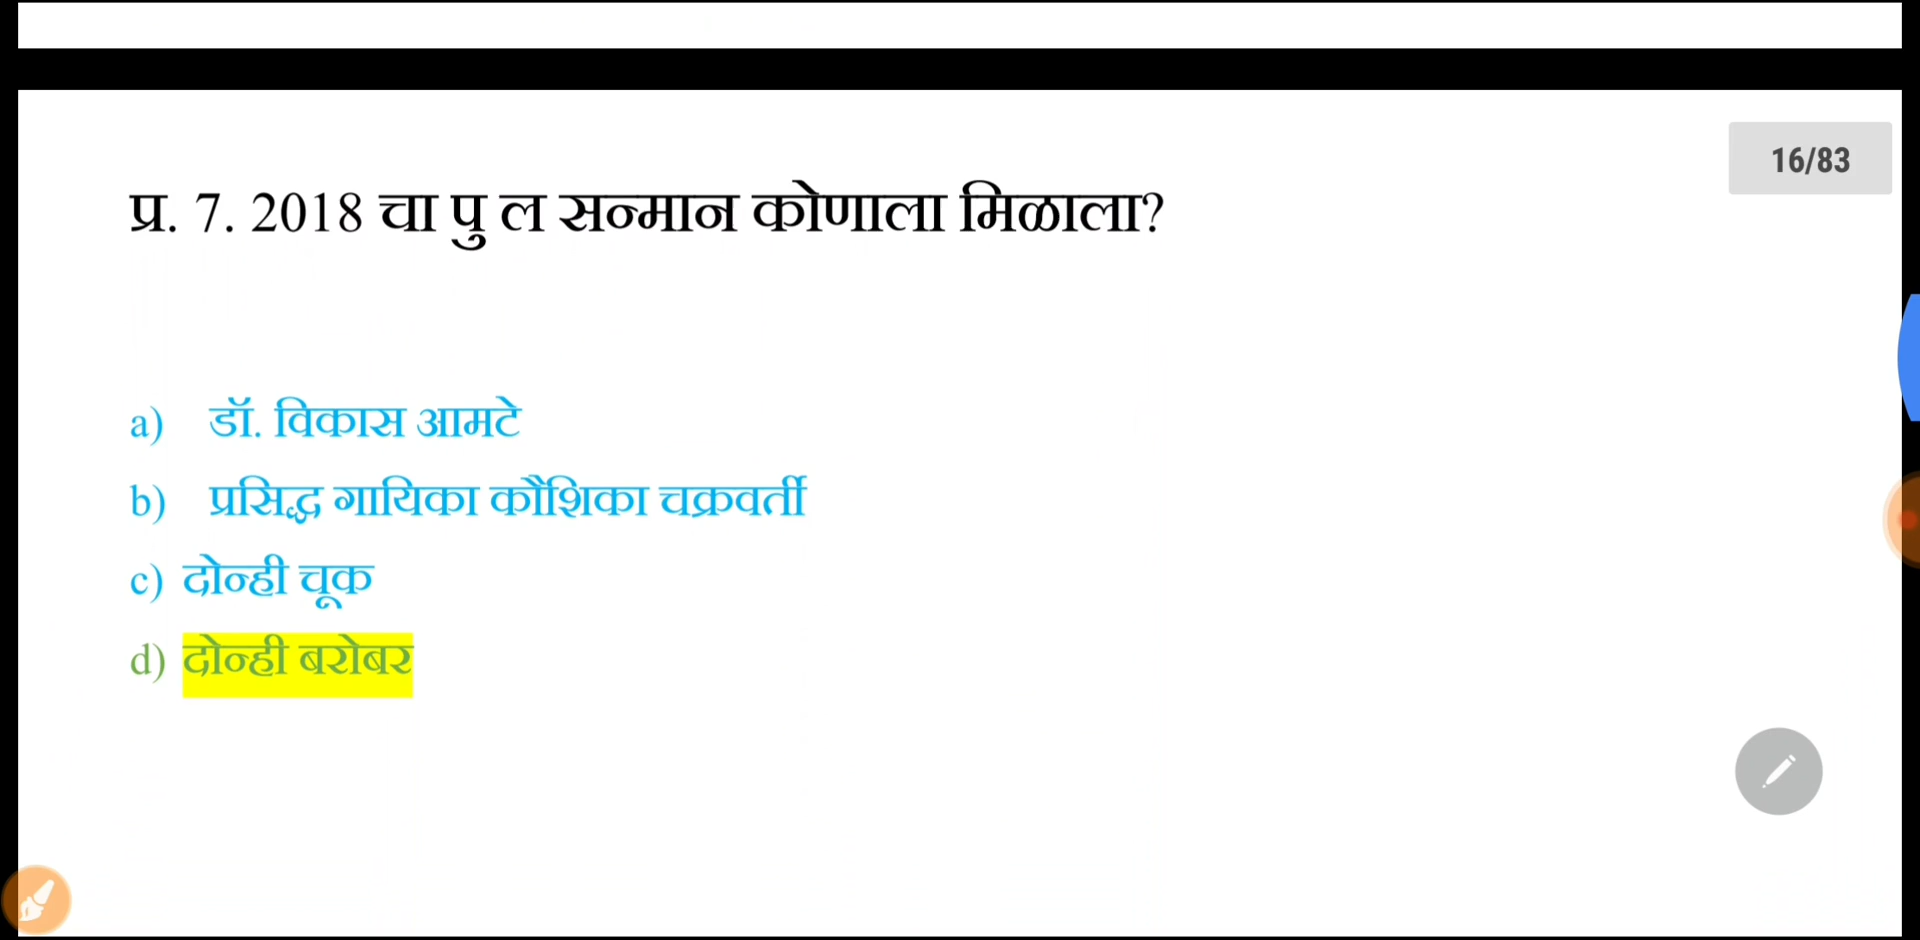 16/83
प्र. 7. 2018 चा पु ल सन्मान कोणाला मिळाला?
a) डॉ. विकास आमटे
b) प्रसिद्ध गायिका कौशिका चक्रवर्ती
c) दोन्ही चूक
d) दोन्ही बरोबर